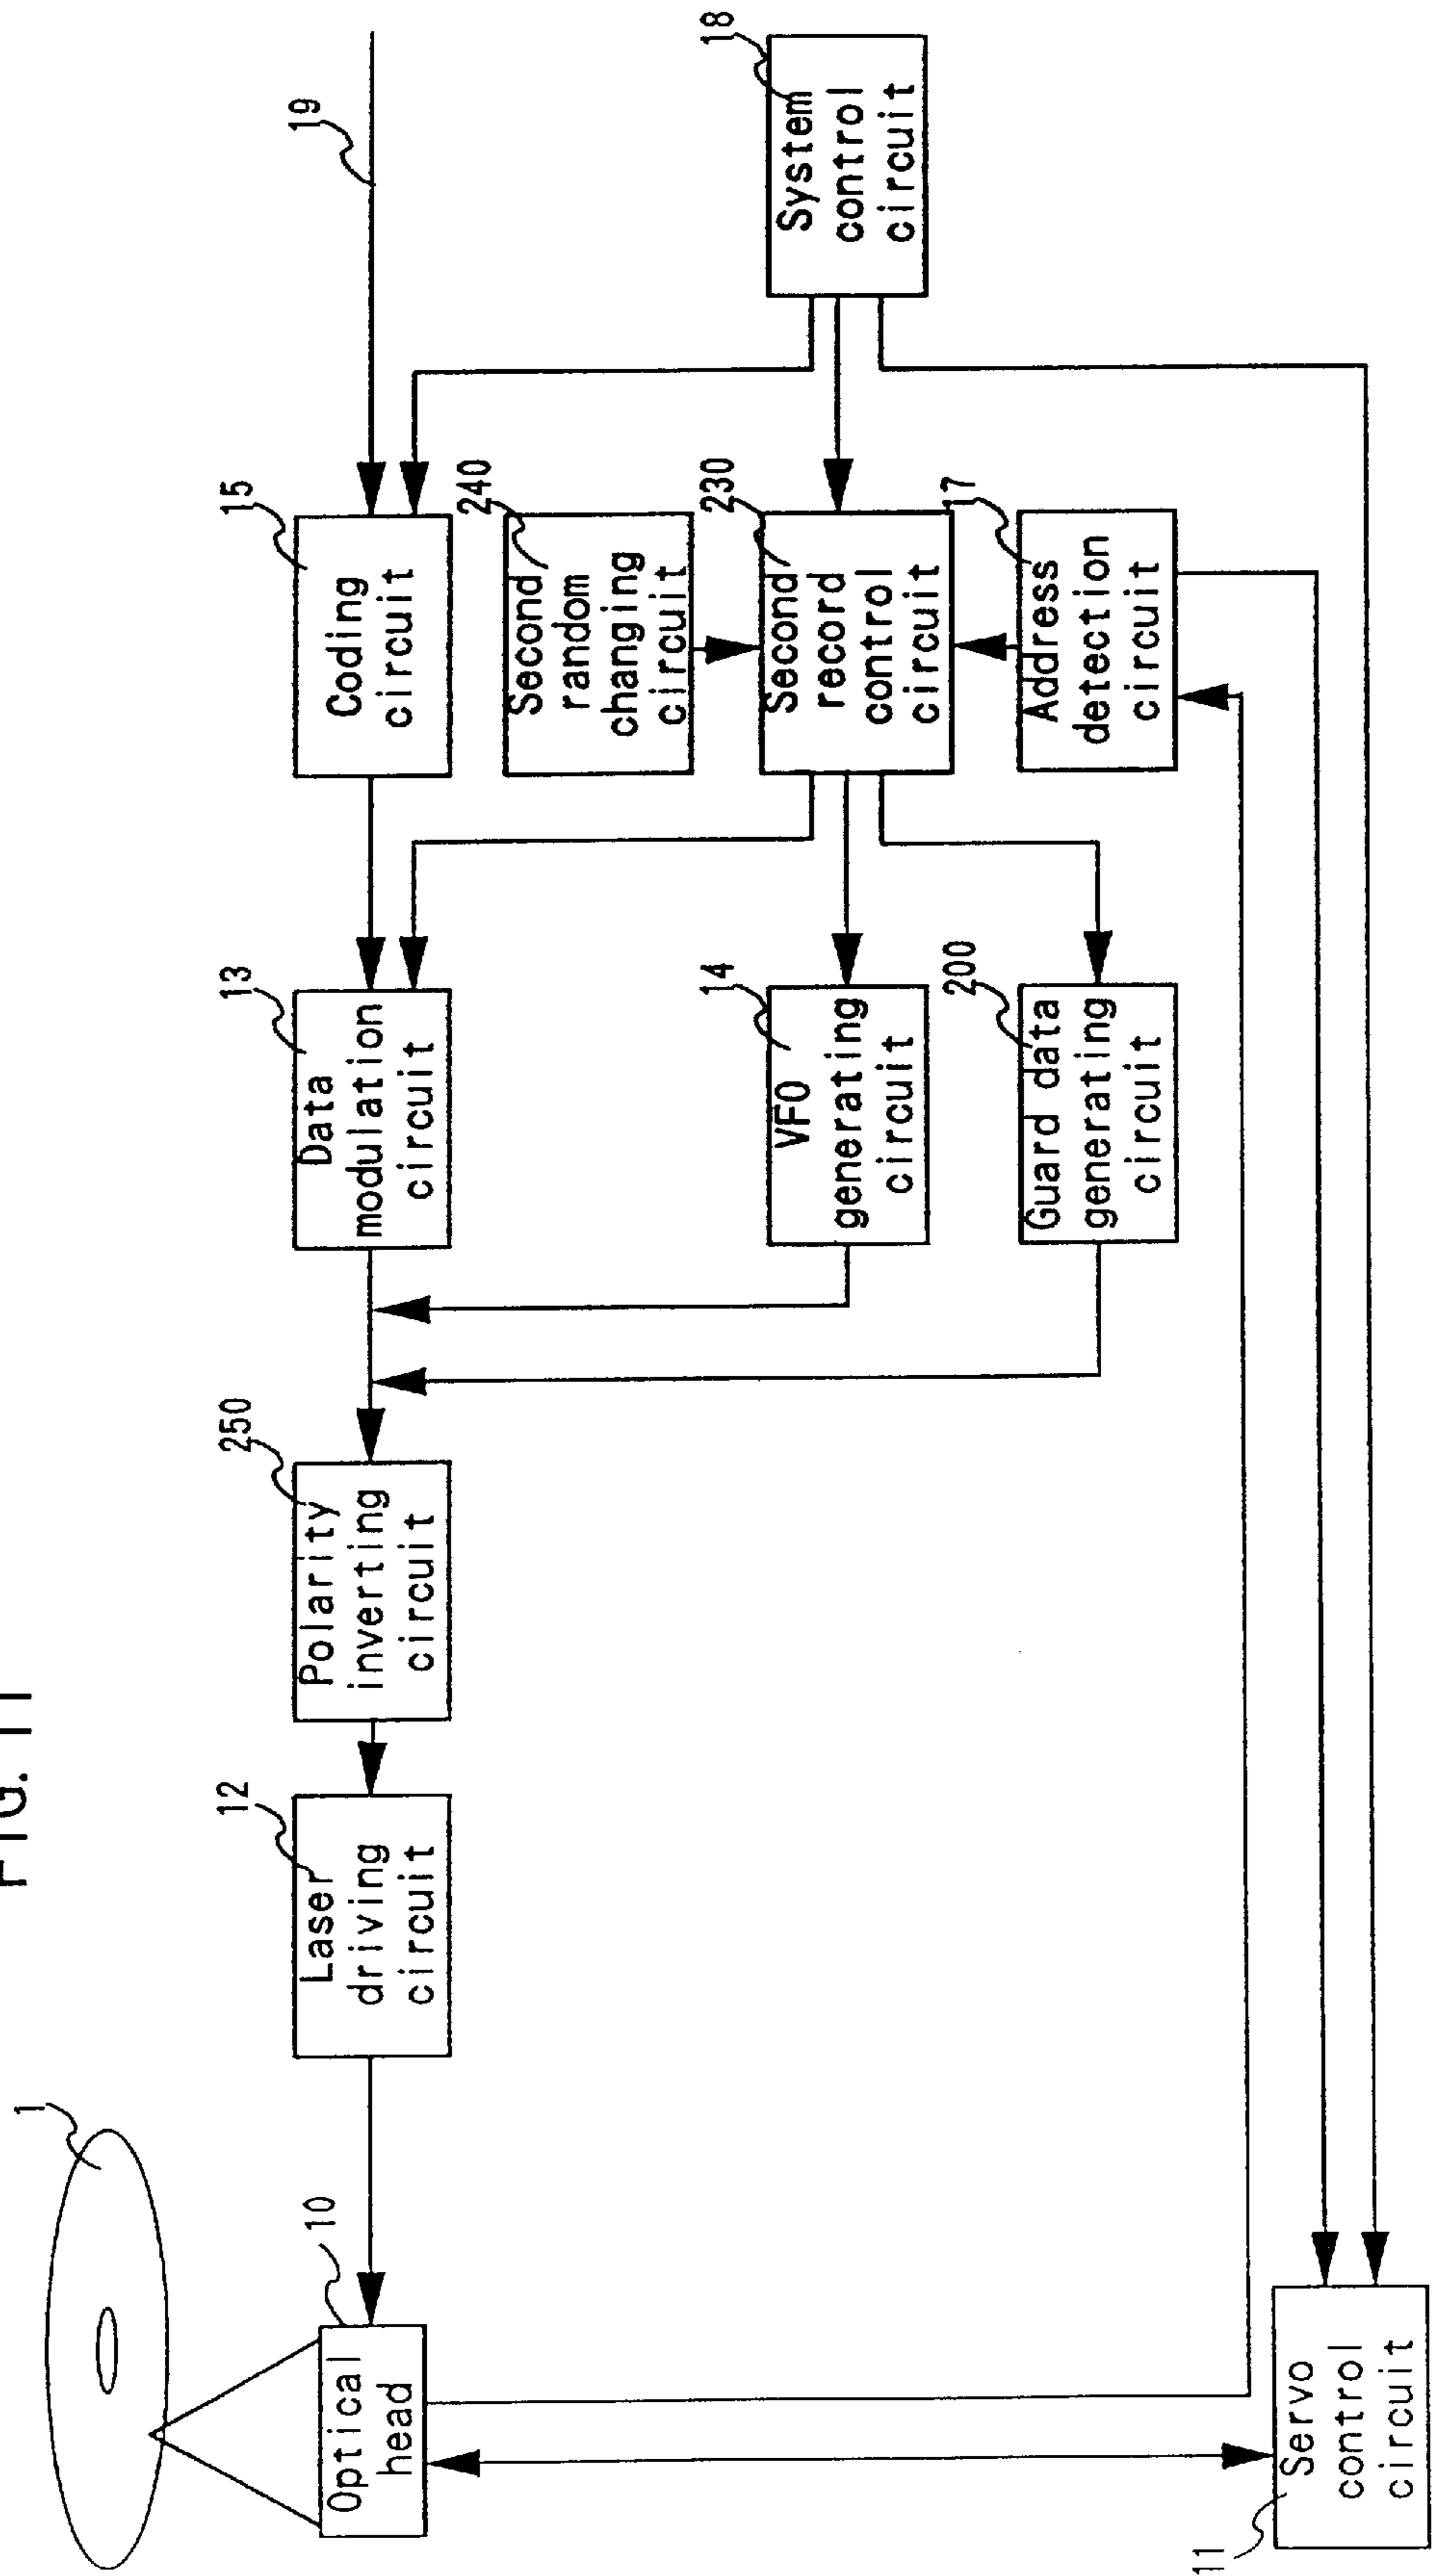 FIG. 11
1
10
Optical
head
12
Laser
driving
circuit
250
Polarity
inverting
circuit
13
Data
modulation
circuit
15
Coding
circuit
19
240
Second
random
changing
circuit
14
VFO
generating
circuit
230
Second
record
control
circuit
18
System
control
circuit
200
Guard data
generating
circuit
17
Address
detection
circuit
11
Servo
control
circuit